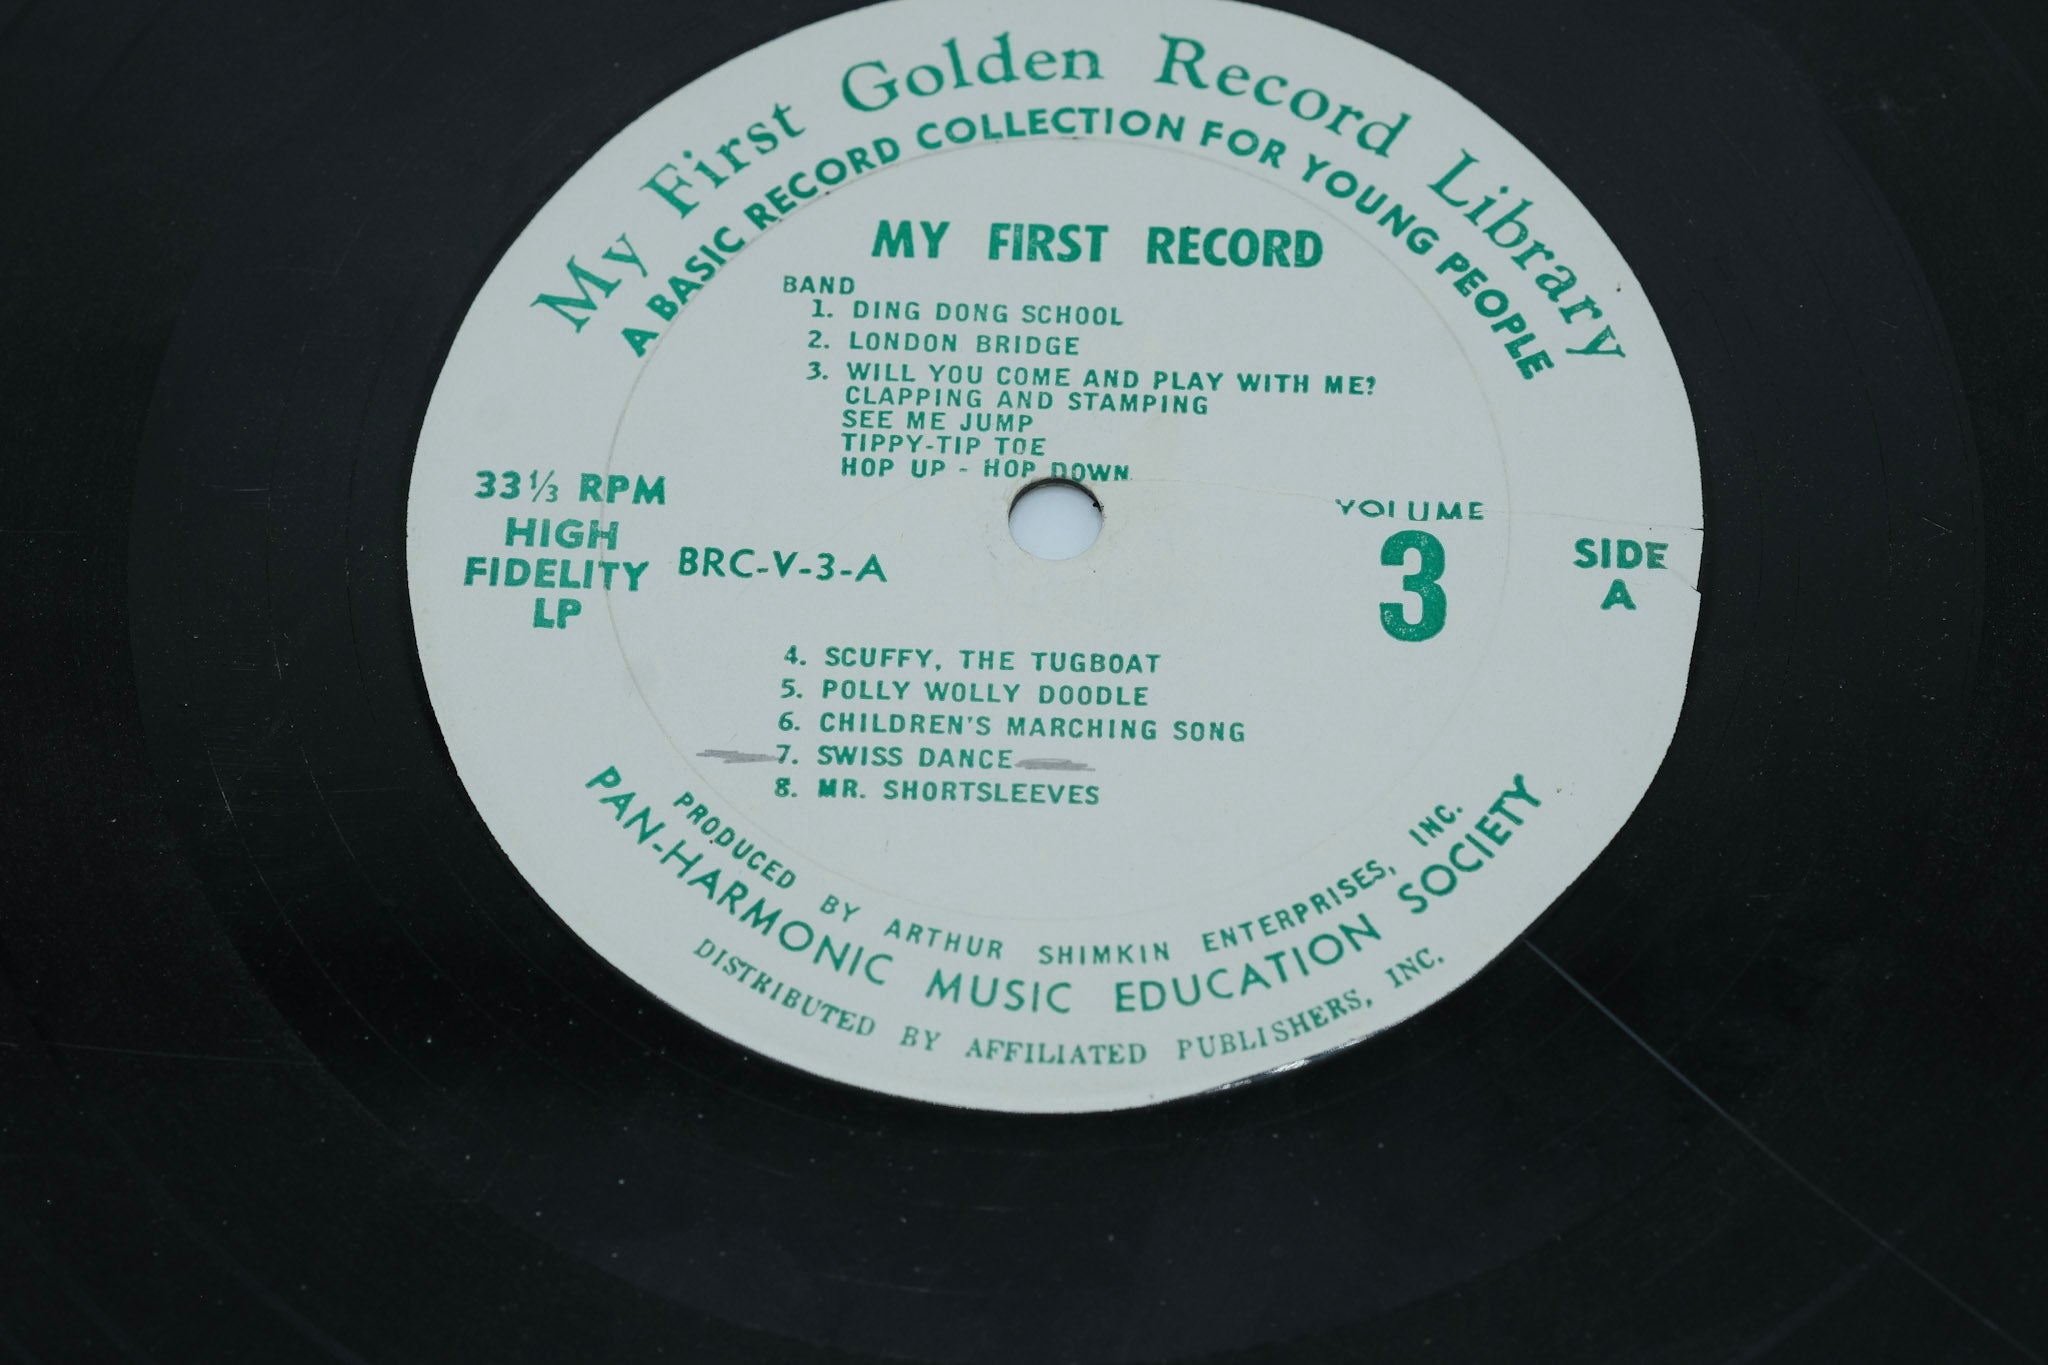 My First Golden Record Library
A BASIC RECORD COLLECTION FOR YOUNG PEOPLE
MY FIRST RECORD
BAND
1. DING DONG SCHOOL
2. LONDON BRIDGE
3. WILL YOU COME AND PLAY WITH ME?
CLAPPING AND STAMPING
SEE ME JUMP
TIPPY-TIP TOE
HOP UP - HOP DOWN
33 1/3 RPM
HIGH
FIDELITY
LP
BRC-V-3-A
VOLUME
3
SIDE
A
4. SCUFFY, THE TUGBOAT
5. POLLY WOLLY DOODLE
6. CHILDREN'S MARCHING SONG
7. SWISS DANCE
8. MR. SHORTSLEEVES
PRODUCED BY ARTHUR SHIMKIN ENTERPRISES, INC.
PAN-HARMONIC MUSIC EDUCATION SOCIETY
DISTRIBUTED BY AFFILIATED PUBLISHERS, INC.